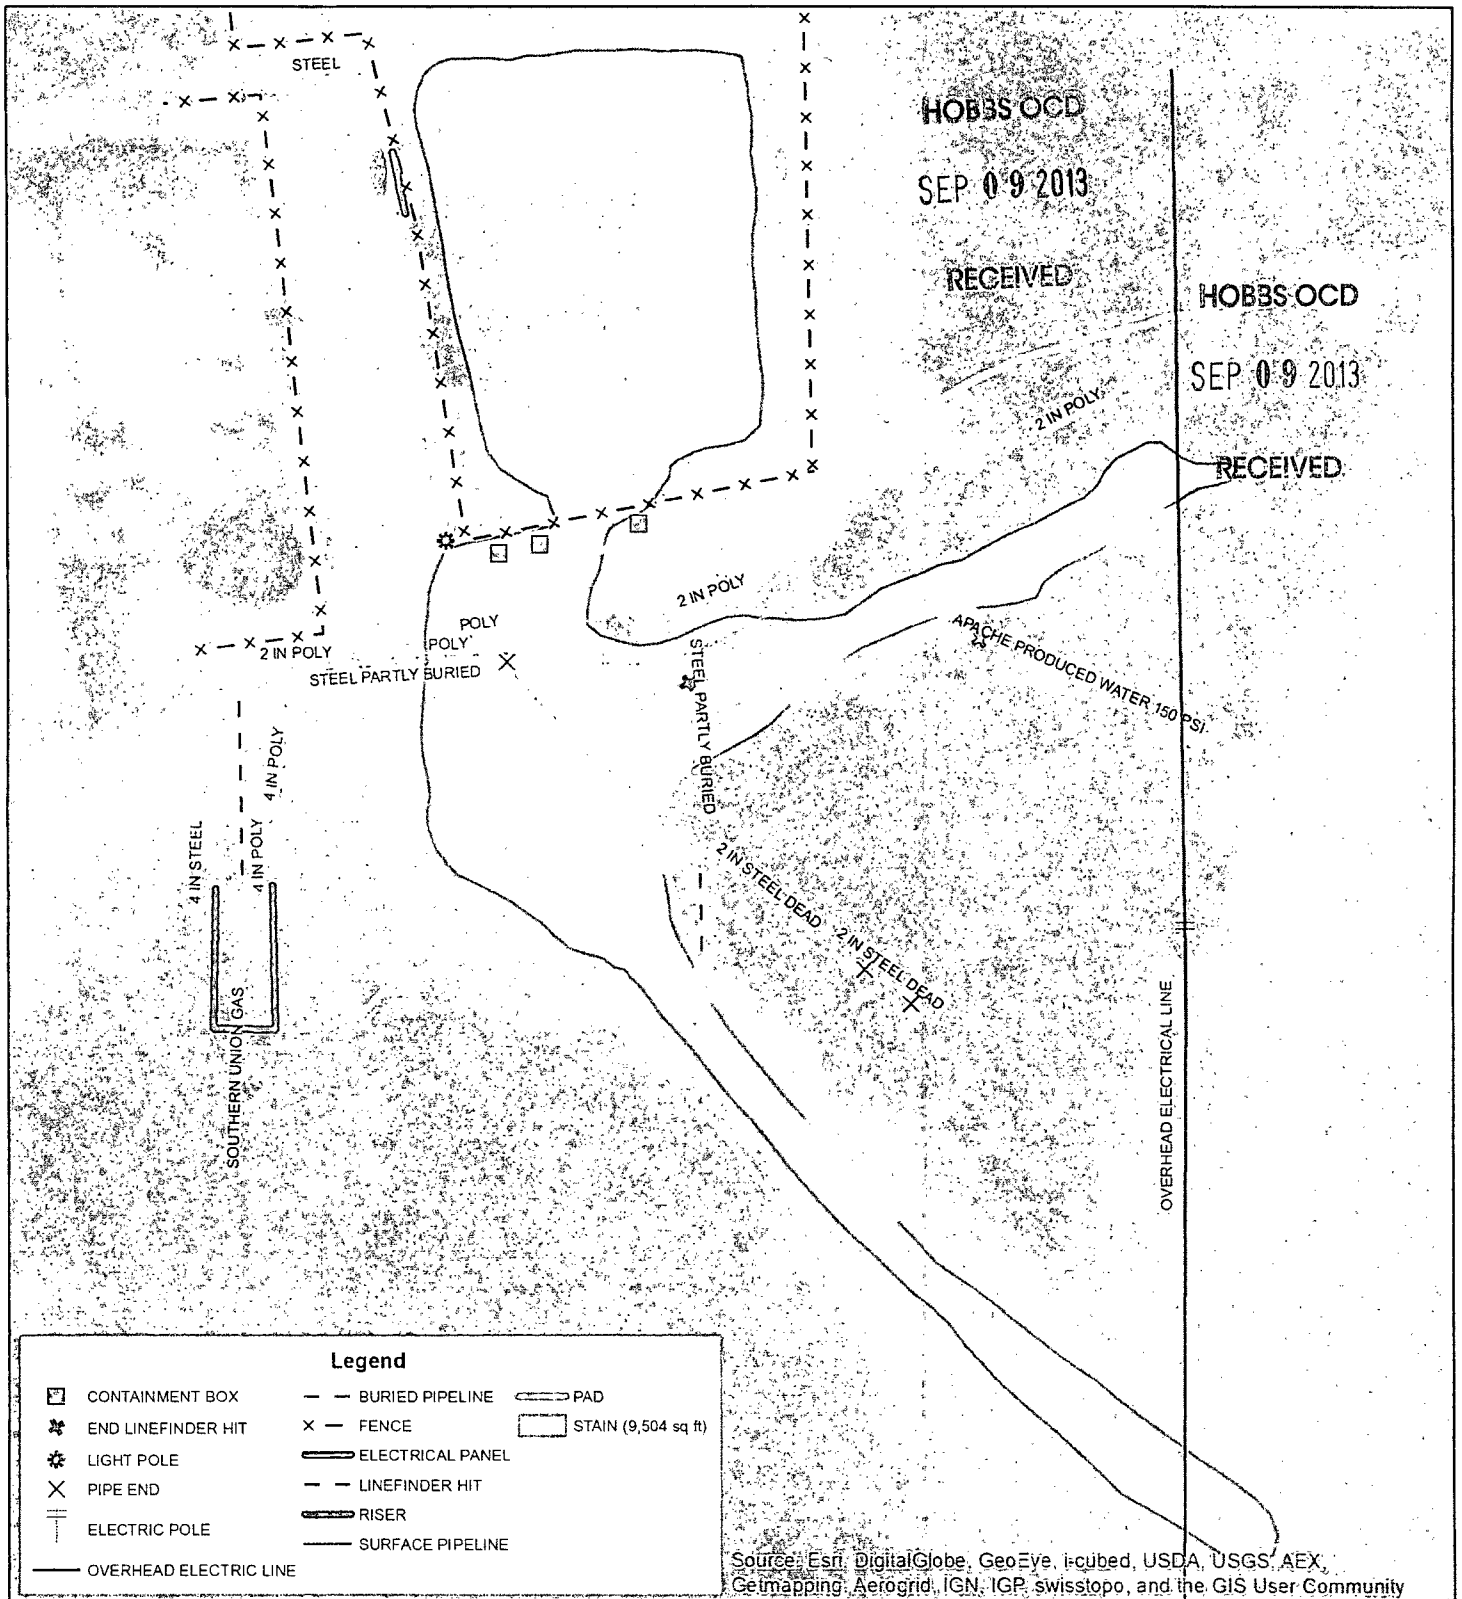 STEEL
HOBBS OCD
SEP 09 2013
RECEIVED
HOBBS OCD
SEP 09 2013
RECEIVED
2 IN POLY
2 IN POLY
POLY
POLY
2 IN POLY
STEEL PARTLY BURIED
STEEL PARTLY BURIED
APACHE PRODUCED WATER 150 PSI
4 IN POLY
4 IN STEEL
4 IN POLY
2 IN STEEL DEAD
2 IN STEEL DEAD
SOUTHERN UNION GAS
OVERHEAD ELECTRICAL LINE
Legend
CONTAINMENT BOX
END LINEFINDER HIT
LIGHT POLE
PIPE END
ELECTRIC POLE
OVERHEAD ELECTRIC LINE
BURIED PIPELINE
FENCE
ELECTRICAL PANEL
LINEFINDER HIT
RISER
SURFACE PIPELINE
PAD
STAIN (9,504 sq ft)
Source: Esri, DigitalGlobe, GeoEye, i-cubed, USDA, USGS, AEX,
Getmapping, Aerogrid, IGN, IGP, swisstopo, and the GIS User Community